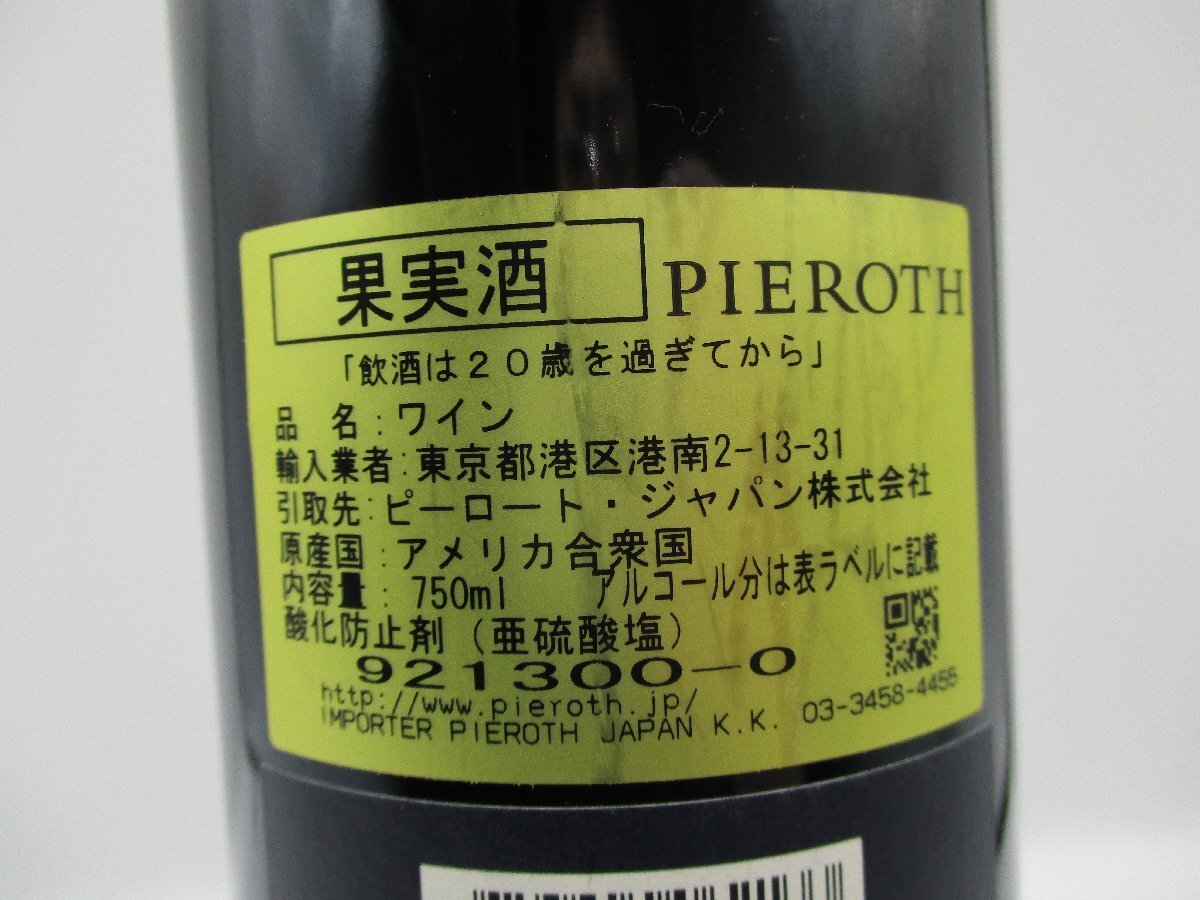 果実酒 PIEROTH
「飲酒は２０歳を過ぎてから」
品 名:ワイン
輸入業者:東京都港区港南2-13-31
引取先:ピーロート・ジャパン株式会社
原産国:アメリカ合衆国
内容量:750ml アルコール分は表ラベルに記載
酸化防止剤(亜硫酸塩)
921300-0
http://www.pieroth.jp/
IMPORTER PIEROTH JAPAN K.K. 03-3458-4455